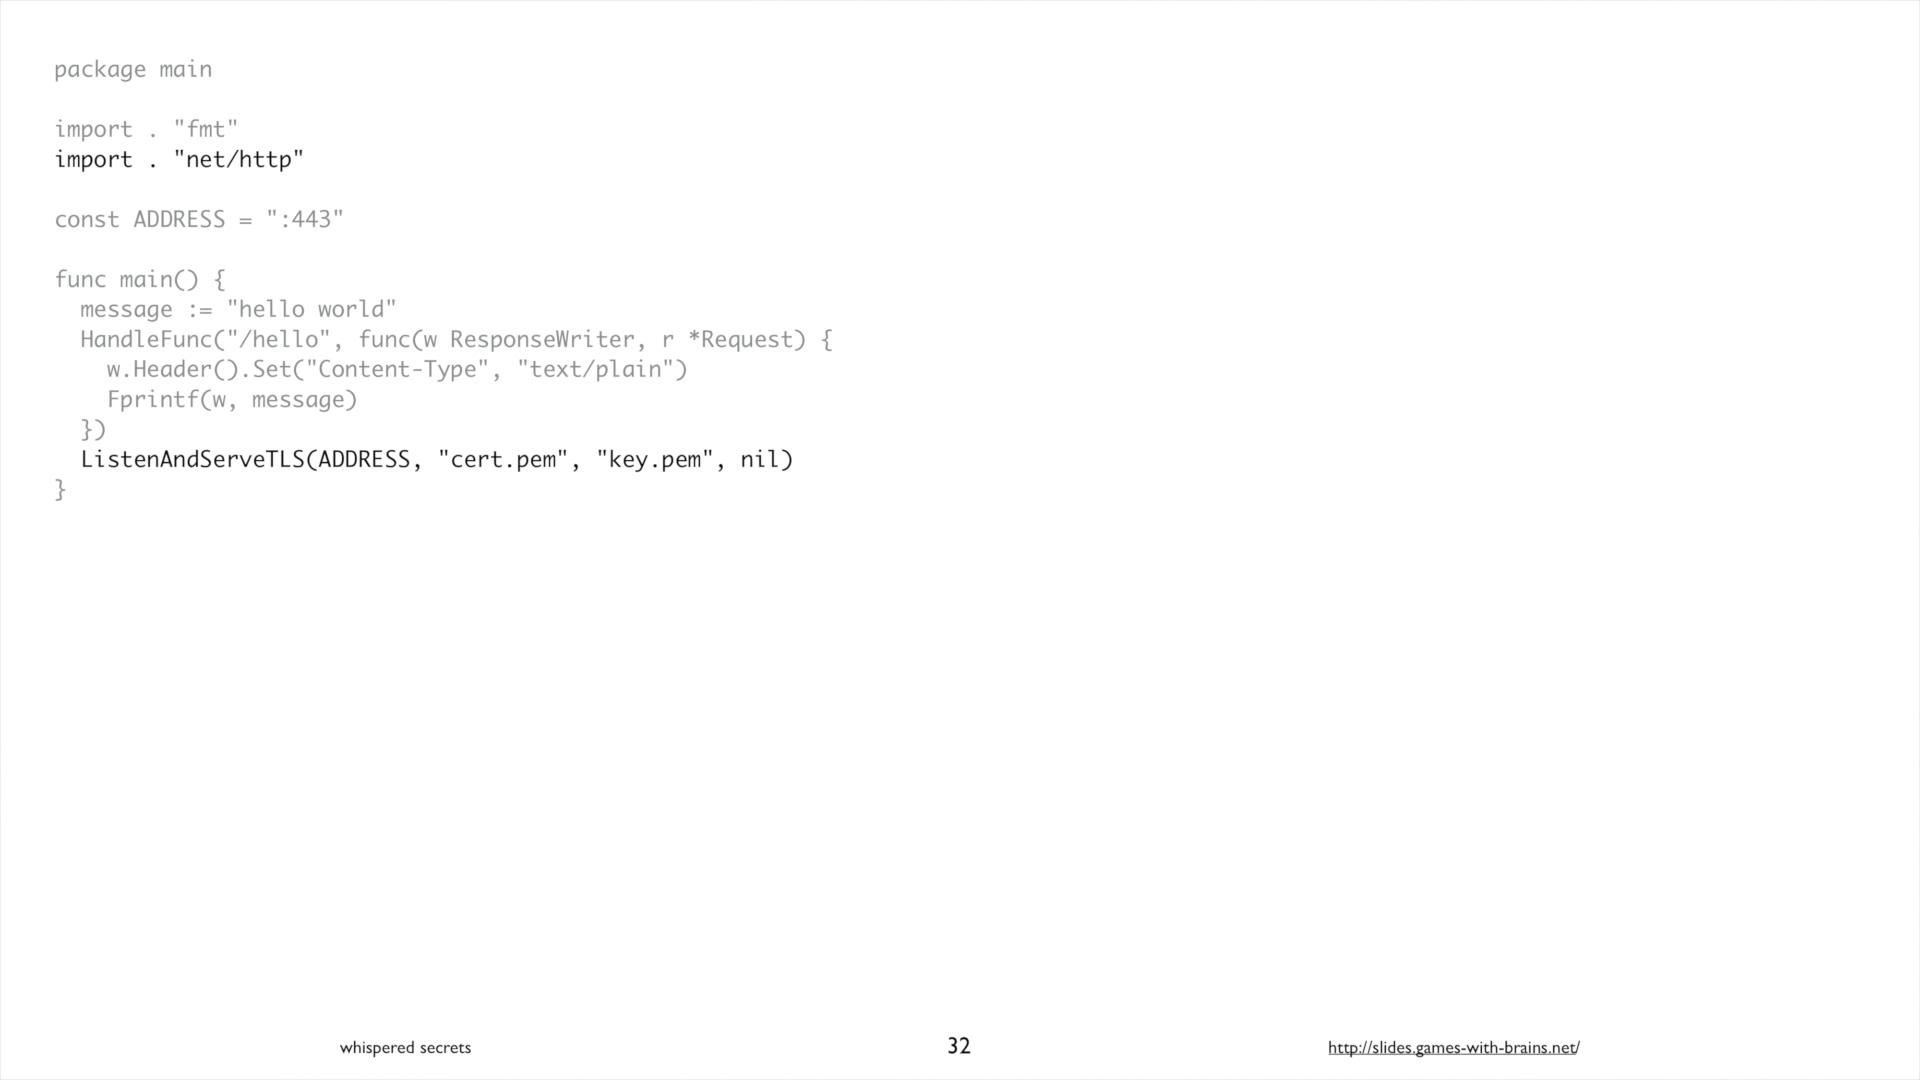 package main
import . "fmt"
import . "net/http"
const ADDRESS = ":443"
func main() {
  message := "hello world"
  HandleFunc("/hello", func(w ResponseWriter, r *Request) {
    w.Header().Set("Content-Type", "text/plain")
    Fprintf(w, message)
  })
  ListenAndServeTLS(ADDRESS, "cert.pem", "key.pem", nil)
}
whispered secrets
32
http://slides.games-with-brains.net/